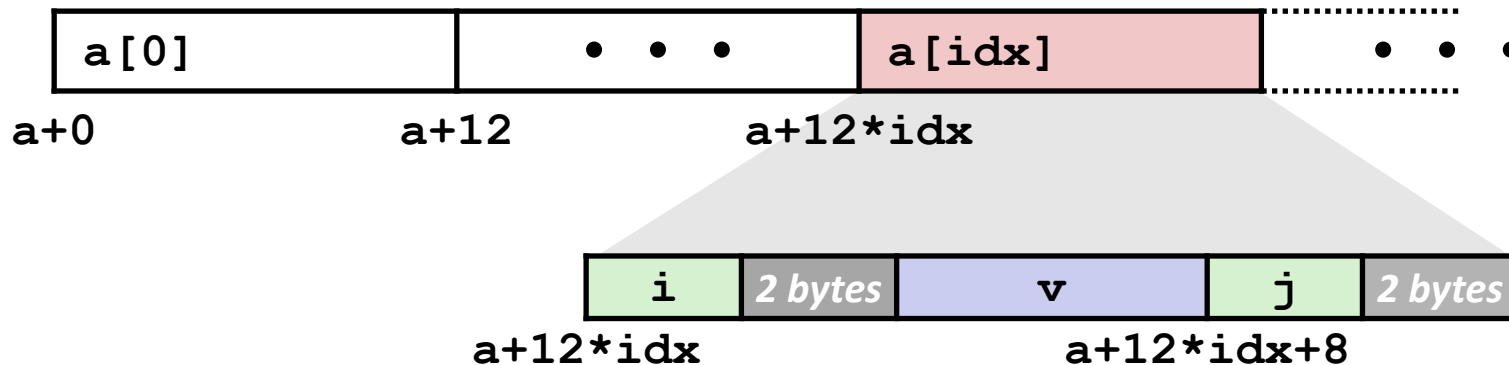 a[0] • • • a[idx] • • •
a+0 a+12 a+12*idx
i 2 bytes v j 2 bytes
a+12*idx a+12*idx+8